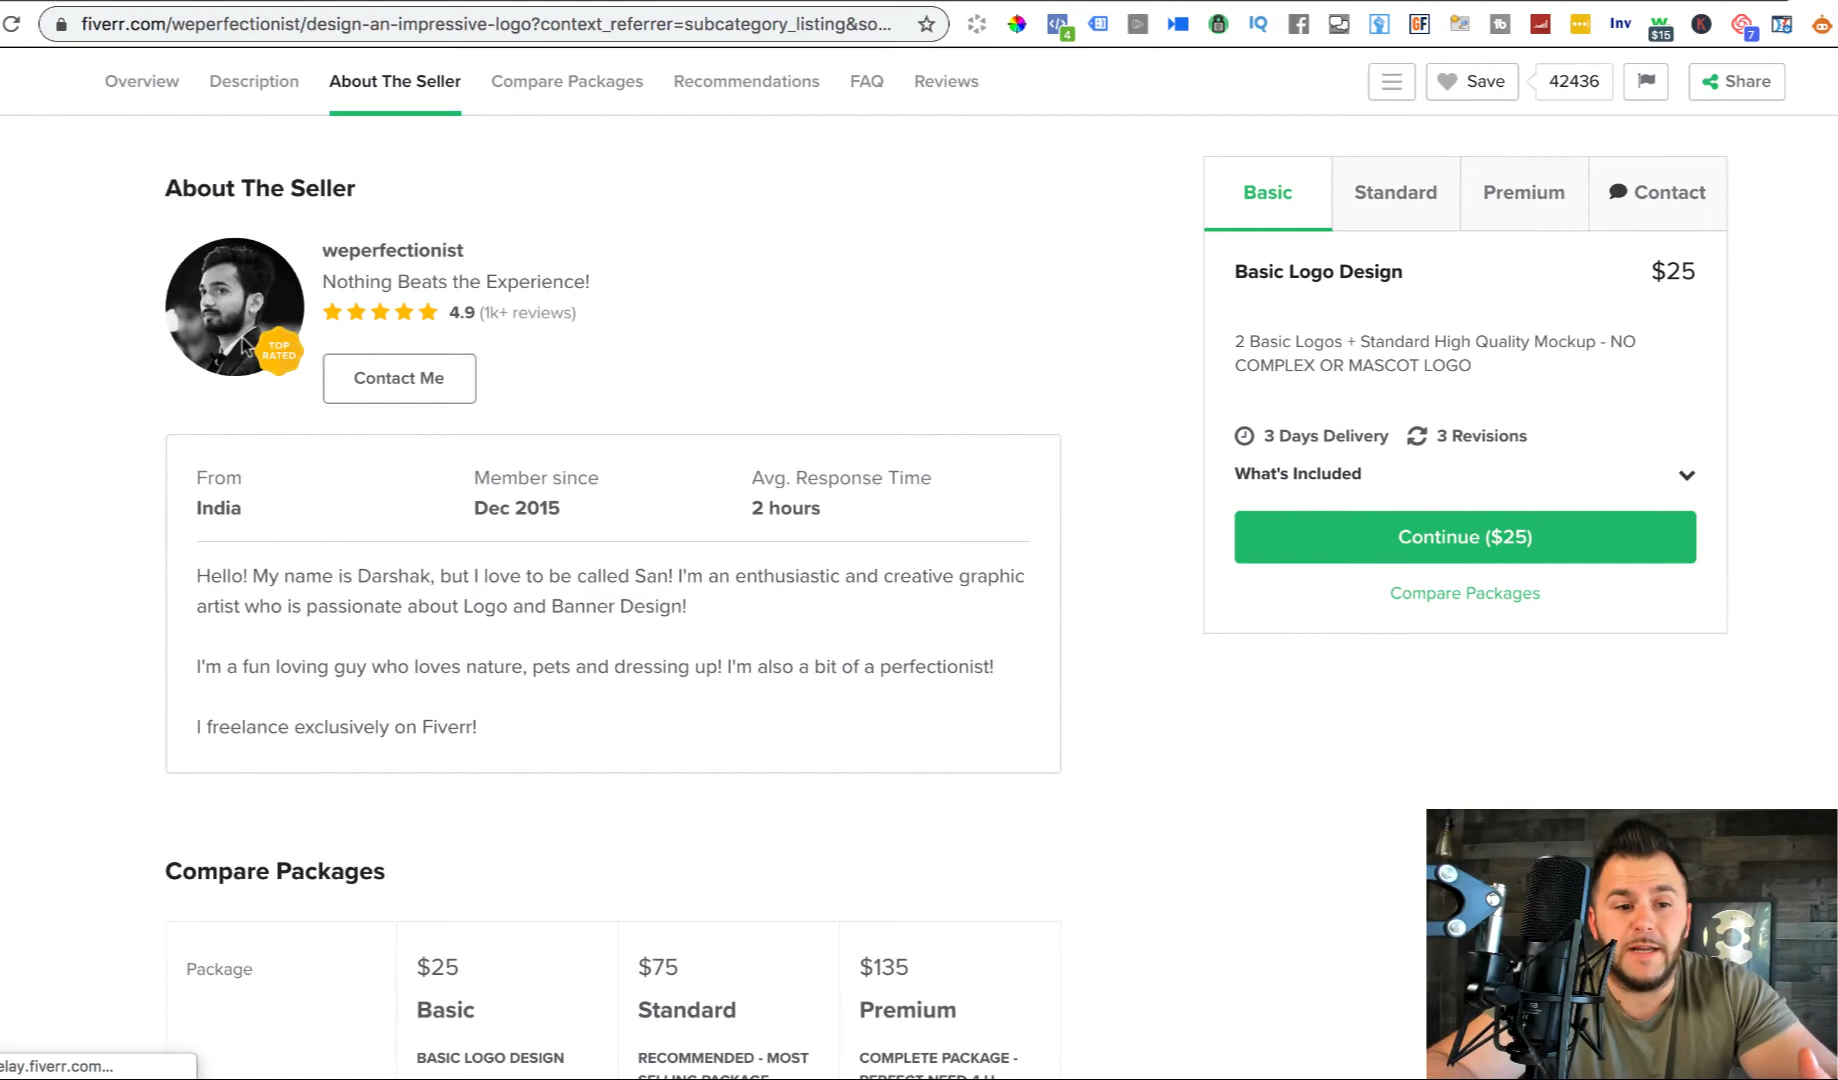 fiverr.com/weperfectionist/design-an-impressive-logo?context_referrer=subcategory_listing&so...
4
IQ
GF
Inv
$15
K
7
Overview
Description
About The Seller
Compare Packages
Recommendations
FAQ
Reviews
Save
42436
Share
About The Seller
weperfectionist
Nothing Beats the Experience!
4.9 (1k+ reviews)
TOP
RATED
Contact Me
From
India
Member since
Dec 2015
Avg. Response Time
2 hours
Hello! My name is Darshak, but I love to be called San! I'm an enthusiastic and creative graphic
artist who is passionate about Logo and Banner Design!
I'm a fun loving guy who loves nature, pets and dressing up! I'm also a bit of a perfectionist!
I freelance exclusively on Fiverr!
Basic
Standard
Premium
Contact
Basic Logo Design
$25
2 Basic Logos + Standard High Quality Mockup - NO
COMPLEX OR MASCOT LOGO
3 Days Delivery
3 Revisions
What's Included
Continue ($25)
Compare Packages
Compare Packages
Package
$25
Basic
BASIC LOGO DESIGN
$75
Standard
RECOMMENDED - MOST
SELLING PACKAGE
$135
Premium
COMPLETE PACKAGE -
elay.fiverr.com...